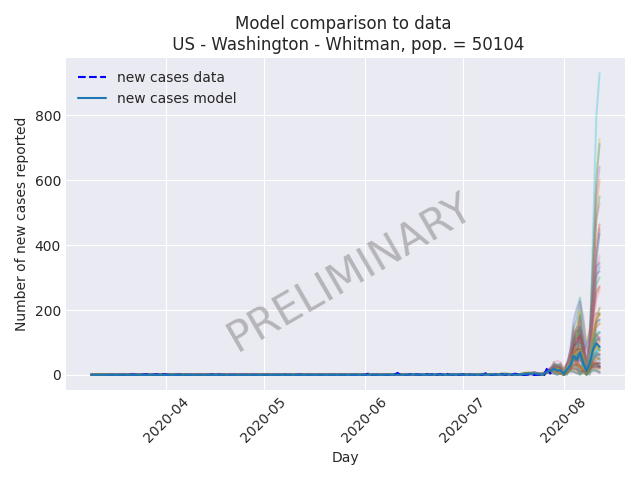 Model comparison to data
US - Washington - Whitman, pop. = 50104
new cases data
new cases model
Number of new cases reported
800
600
400
200
0
PRELIMINARY
2020-04
2020-05
2020-06
2020-07
2020-08
Day